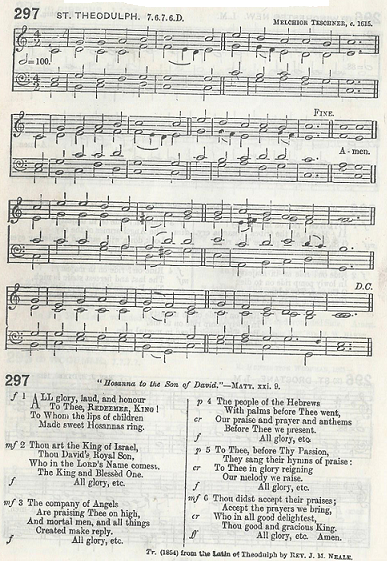 297 ST. THEODULPH. 7.6.7.6.D. MELCHIOR TESCHNER, c. 1615.
=100.
FINE.
A - men.
D.C.
297 "Hosanna to the Son of David."—MATT. xxi. 9.
f 1 ALL glory, laud, and honour
To Thee, REDEEMER, KING!
To Whom the lips of children
Made sweet Hosannas ring.
mf 2 Thou art the King of Israel,
Thou David's Royal Son,
Who in the LORD'S Name comest,
The King and Blessèd One.
f All glory, etc.
mf 3 The company of Angels
Are praising Thee on high,
And mortal men, and all things
Created make reply.
f All glory, etc.
p 4 The people of the Hebrews
With palms before Thee went,
cr Our praise and prayer and anthems
Before Thee we present.
f All glory, etc.
p 5 To Thee, before Thy Passion,
They sang their hymns of praise:
cr To Thee in glory reigning
Our melody we raise.
f All glory, etc.
mf 6 Thou didst accept their praises;
Accept the prayers we bring,
cr Who in all good delightest,
Thou good and gracious King.
ff All glory, etc. Amen.
Tr. (1854) from the Latin of Theodulph by REV. J. M. NEALE.